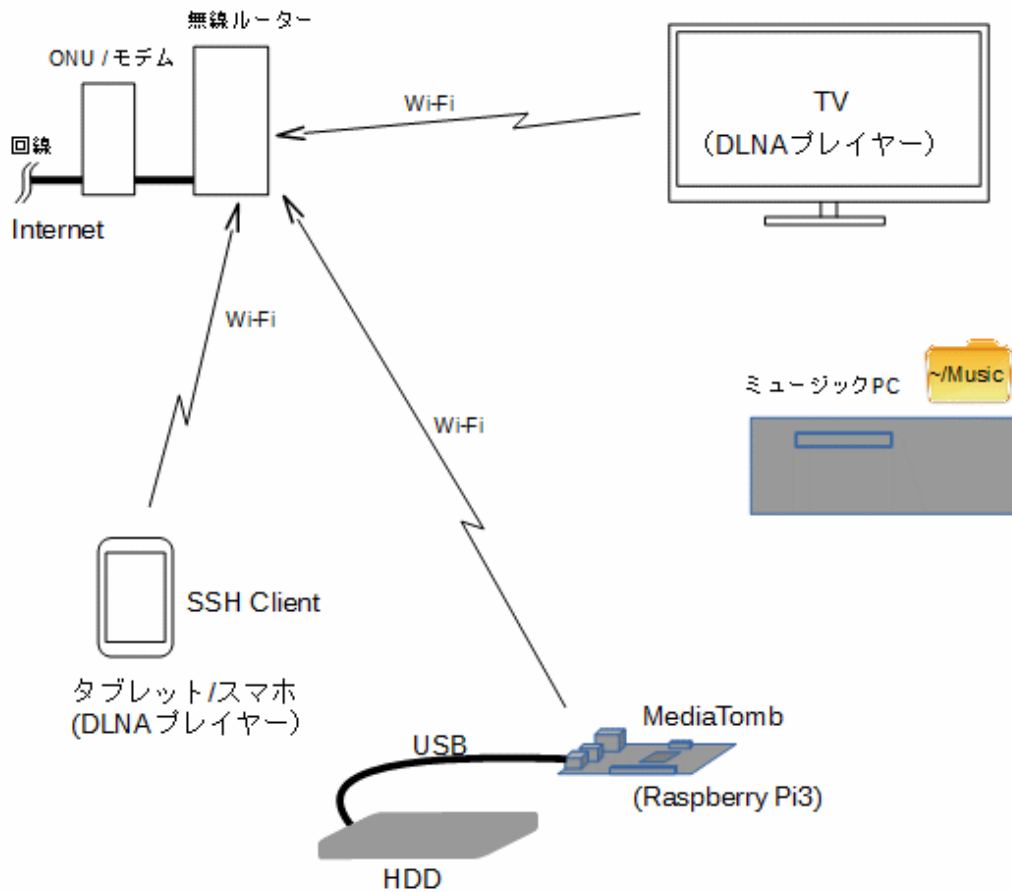 無線ルーター
ONU / モデム
回線
Internet
Wi-Fi
TV
(DLNAプレイヤー)
Wi-Fi
Wi-Fi
ミュージックPC
~/Music
SSH Client
タブレット/スマホ
(DLNAプレイヤー)
MediaTomb
USB
(Raspberry Pi3)
HDD